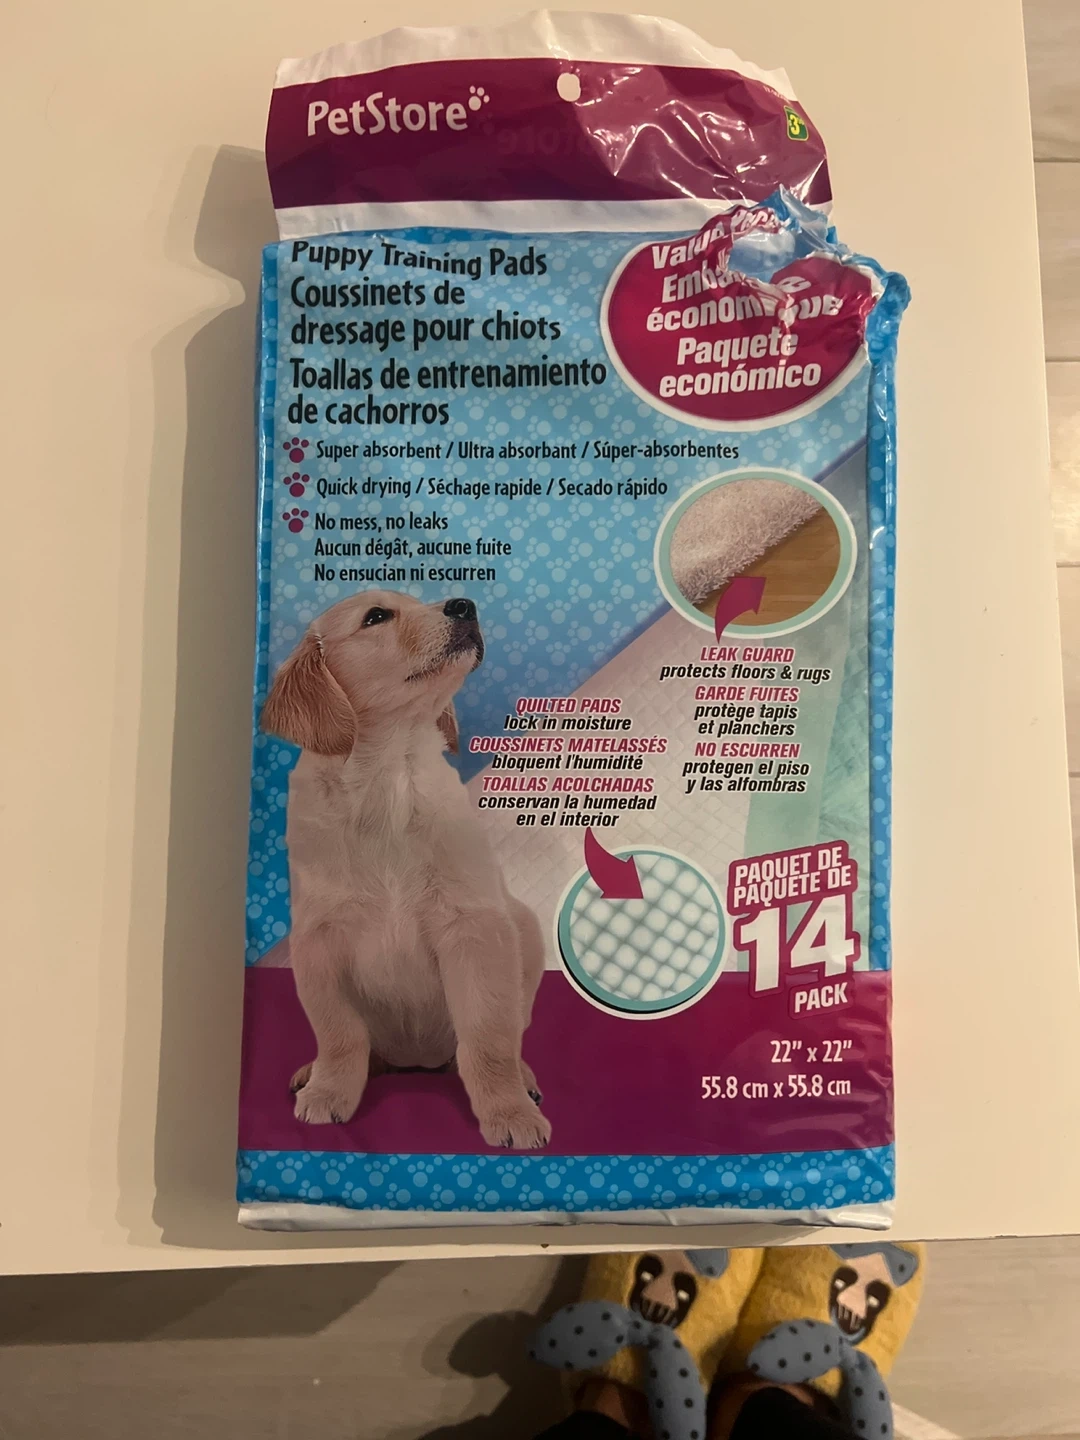 PetStore
3
Puppy Training Pads
Coussinets de
dressage pour chiots
Toallas de entrenamiento
de cachorros
économique
Paquete
económico
Super absorbent / Ultra absorbant / Súper-absorbentes
Quick drying / Séchage rapide / Secado rápido
No mess, no leaks
Aucun dégât, aucune fuite
No ensucian ni escurren
LEAK GUARD
protects floors & rugs
GARDE FUITES
protège tapis
et planchers
NO ESCURREN
protegen el piso
y las alfombras
QUILTED PADS
lock in moisture
COUSSINETS MATELASSÉS
bloquent l'humidité
TOALLAS ACOLCHADAS
conservan la humedad
en el interior
PAQUET DE
PAQUETE DE
14
PACK
22" x 22"
55.8 cm x 55.8 cm